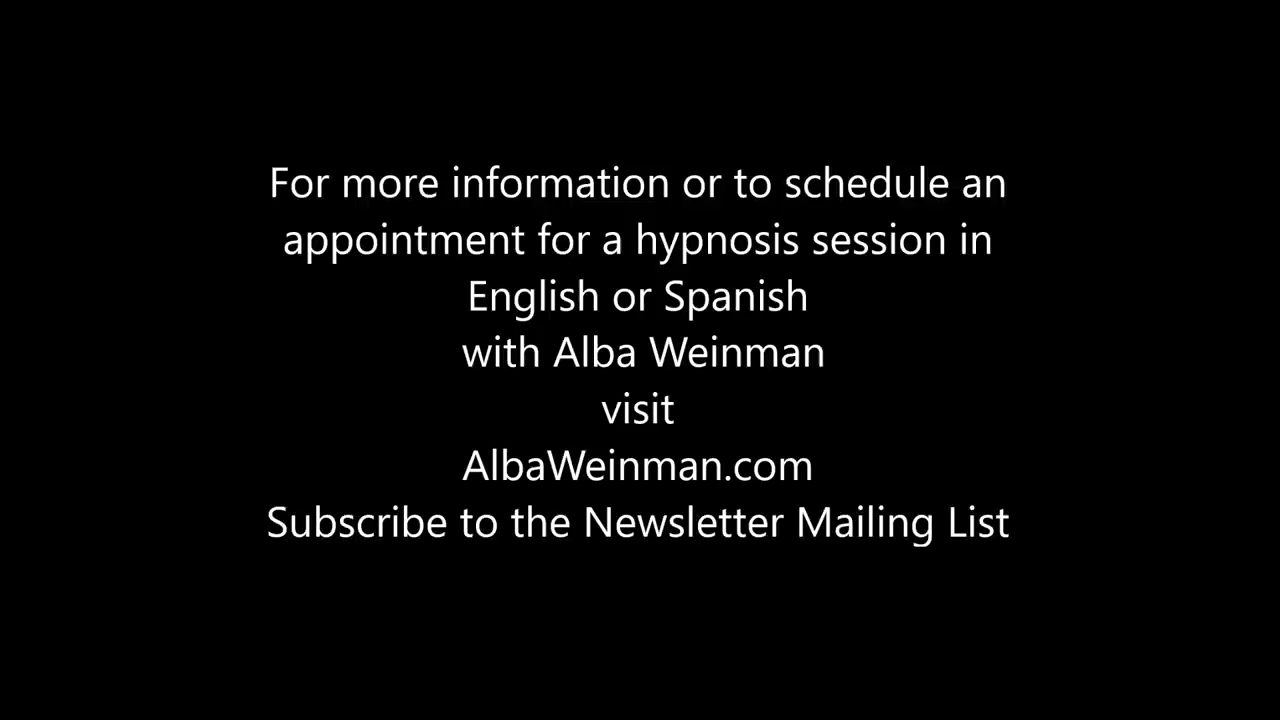 For more information or to schedule an
appointment for a hypnosis session in
English or Spanish
with Alba Weinman
visit
AlbaWeinman.com
Subscribe to the Newsletter Mailing List